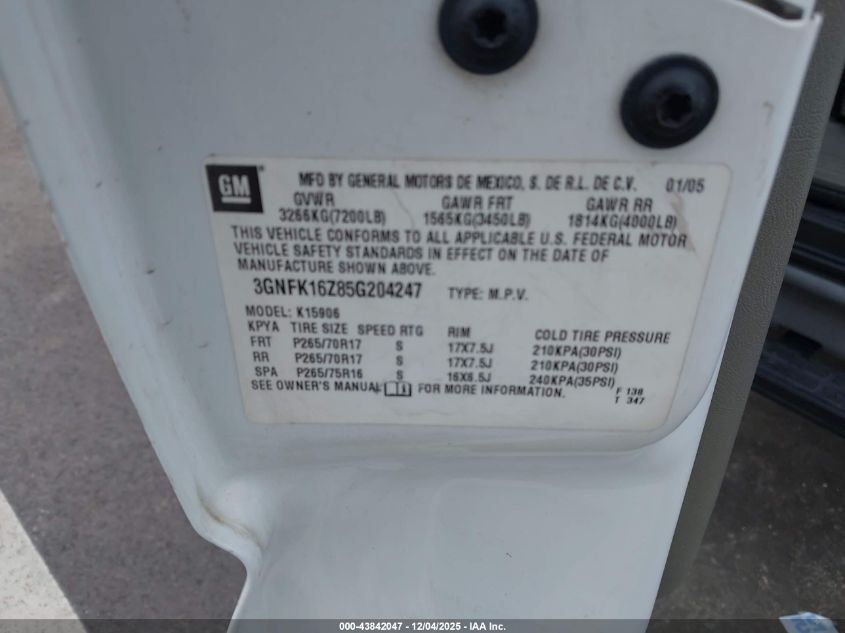 GM
MFD BY GENERAL MOTORS DE MEXICO, S. DE R.L. DE C.V. 01/05
GVWR GAWR FRT GAWR RR
3266KG(7200LB) 1565KG(3450LB) 1814KG(4000LB)
THIS VEHICLE CONFORMS TO ALL APPLICABLE U.S. FEDERAL MOTOR
VEHICLE SAFETY STANDARDS IN EFFECT ON THE DATE OF
MANUFACTURE SHOWN ABOVE.
3GNFK16Z85G204247 TYPE: M.P.V.
MODEL: K15906
KPYA TIRE SIZE SPEED RTG RIM COLD TIRE PRESSURE
FRT P265/70R17 S 17X7.5J 210KPA(30PSI)
RR P265/70R17 S 17X7.5J 210KPA(30PSI)
SPA P265/75R16 S 16X6.5J 240KPA(35PSI)
SEE OWNER'S MANUAL FOR MORE INFORMATION. F 138
T 347
000-43842047 - 12/04/2025 - IAA Inc.